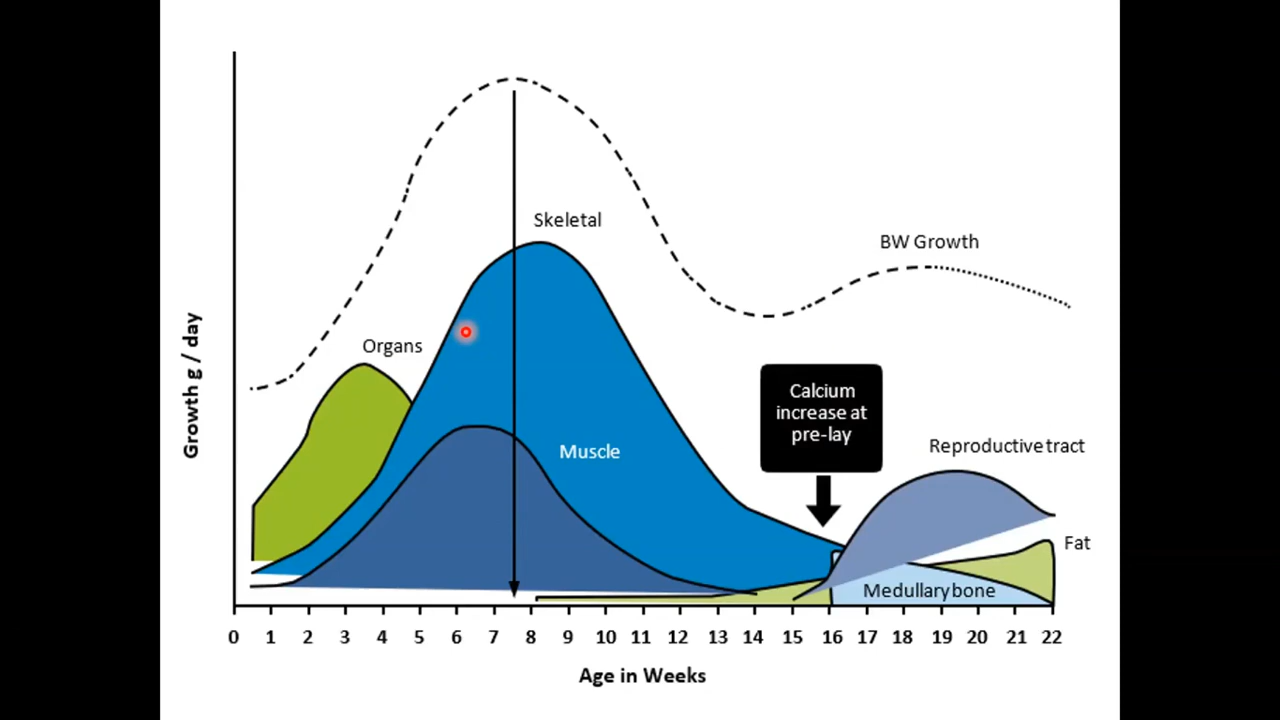 Skeletal
BW Growth
Organs
Growth g / day
Calcium
increase at
pre-lay
Muscle
Reproductive tract
Fat
Medullary bone
0 1 2 3 4 5 6 7 8 9 10 11 12 13 14 15 16 17 18 19 20 21 22
Age in Weeks